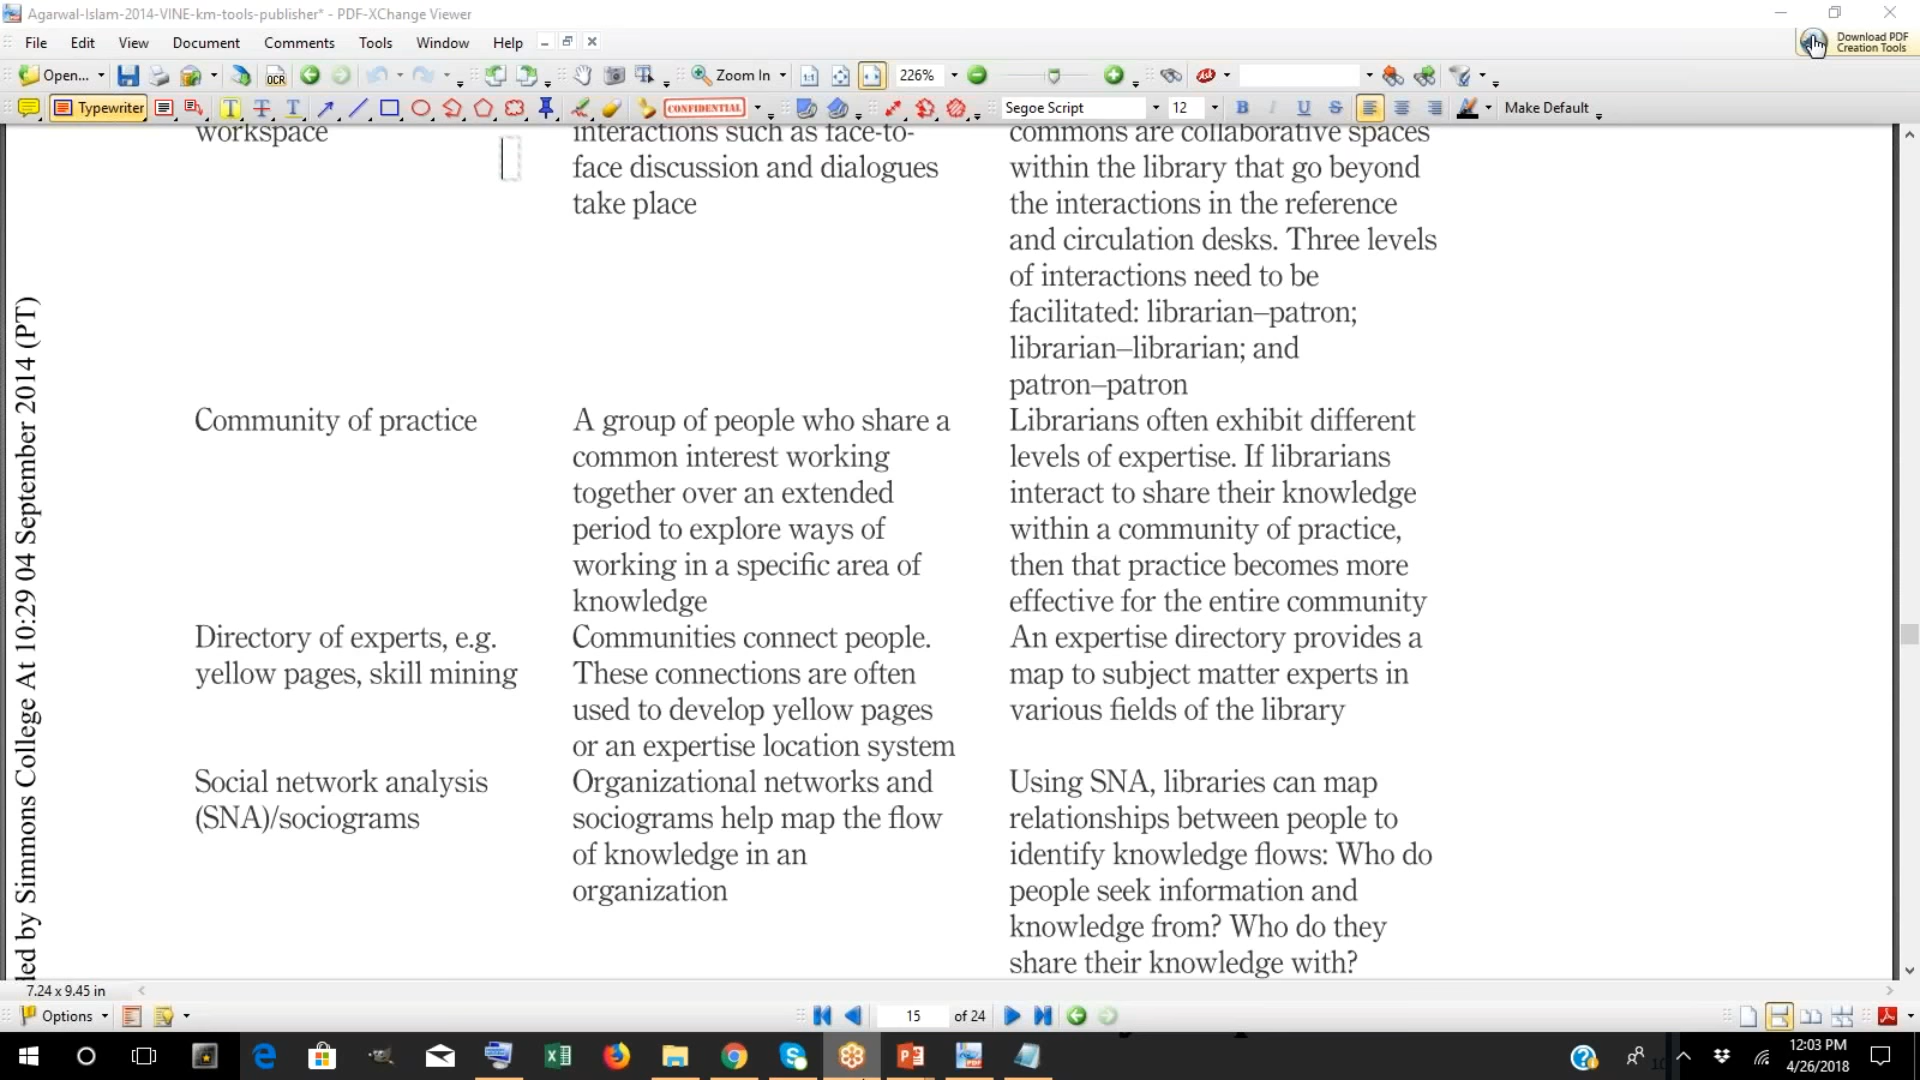 Agarwal-Islam-2014-VINE-km-tools-publisher* - PDF-XChange Viewer
File Edit View Document Comments Tools Window Help
Download PDF
Creation Tools
Open... OCR Zoom In 1:1 226%
Typewriter CONFIDENTIAL Segoe Script 12 B I U S Make Default
workspace
interactions such as face-to-
face discussion and dialogues
take place
commons are collaborative spaces
within the library that go beyond
the interactions in the reference
and circulation desks. Three levels
of interactions need to be
facilitated: librarian–patron;
librarian–librarian; and
patron–patron
Community of practice
A group of people who share a
common interest working
together over an extended
period to explore ways of
working in a specific area of
knowledge
Librarians often exhibit different
levels of expertise. If librarians
interact to share their knowledge
within a community of practice,
then that practice becomes more
effective for the entire community
Directory of experts, e.g.
yellow pages, skill mining
Communities connect people.
These connections are often
used to develop yellow pages
or an expertise location system
An expertise directory provides a
map to subject matter experts in
various fields of the library
Social network analysis
(SNA)/sociograms
Organizational networks and
sociograms help map the flow
of knowledge in an
organization
Using SNA, libraries can map
relationships between people to
identify knowledge flows: Who do
people seek information and
knowledge from? Who do they
share their knowledge with?
led by Simmons College At 10:29 04 September 2014 (PT)
7.24 x 9.45 in
Options 15 of 24
12:03 PM
4/26/2018